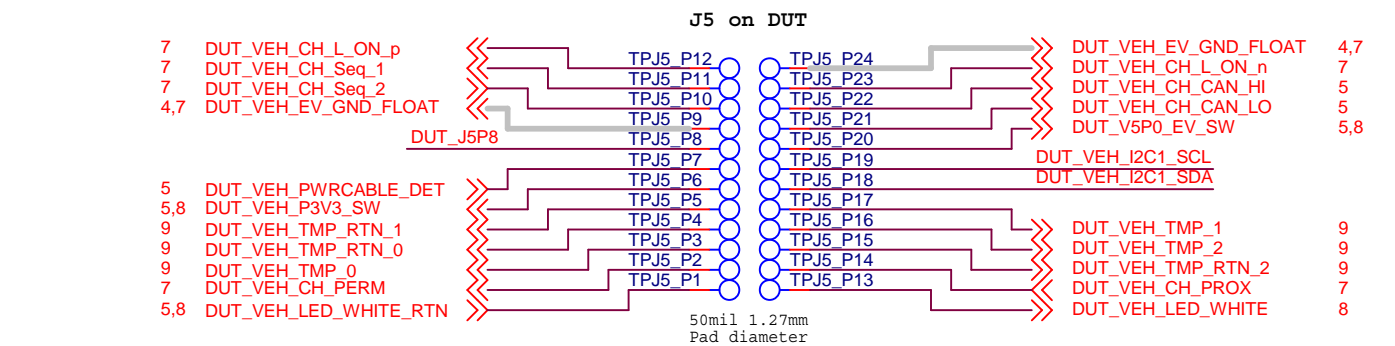 J5 on DUT
7 DUT_VEH_CH_L_ON_p TPJ5_P12 TPJ5_P24 DUT_VEH_EV_GND_FLOAT 4,7
7 DUT_VEH_CH_Seq_1 TPJ5_P11 TPJ5_P23 DUT_VEH_CH_L_ON_n 7
7 DUT_VEH_CH_Seq_2 TPJ5_P10 TPJ5_P22 DUT_VEH_CH_CAN_HI 5
4,7 DUT_VEH_EV_GND_FLOAT TPJ5_P9 TPJ5_P21 DUT_VEH_CH_CAN_LO 5
DUT_J5P8 TPJ5_P8 TPJ5_P20 DUT_V5P0_EV_SW 5,8
TPJ5_P7 TPJ5_P19 DUT_VEH_I2C1_SCL
5 DUT_VEH_PWRCABLE_DET TPJ5_P6 TPJ5_P18 DUT_VEH_I2C1_SDA
5,8 DUT_VEH_P3V3_SW TPJ5_P5 TPJ5_P17
9 DUT_VEH_TMP_RTN_1 TPJ5_P4 TPJ5_P16 DUT_VEH_TMP_1 9
9 DUT_VEH_TMP_RTN_0 TPJ5_P3 TPJ5_P15 DUT_VEH_TMP_2 9
9 DUT_VEH_TMP_0 TPJ5_P2 TPJ5_P14 DUT_VEH_TMP_RTN_2 9
7 DUT_VEH_CH_PERM TPJ5_P1 TPJ5_P13 DUT_VEH_CH_PROX 7
5,8 DUT_VEH_LED_WHITE_RTN DUT_VEH_LED_WHITE 8
50mil 1.27mm
Pad diameter